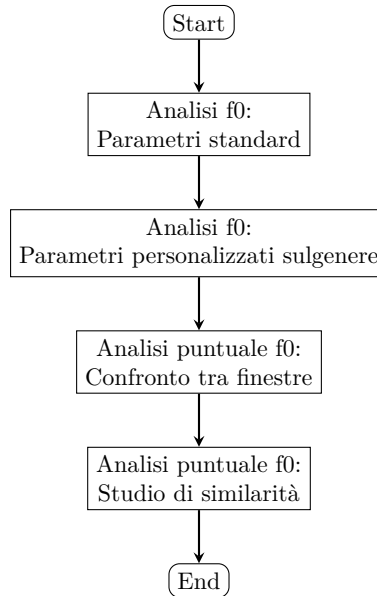 Start
Analisi f0:
Parametri standard
Analisi f0:
Parametri personalizzati sulgenere
Analisi puntuale f0:
Confronto tra finestre
Analisi puntuale f0:
Studio di similarità
End